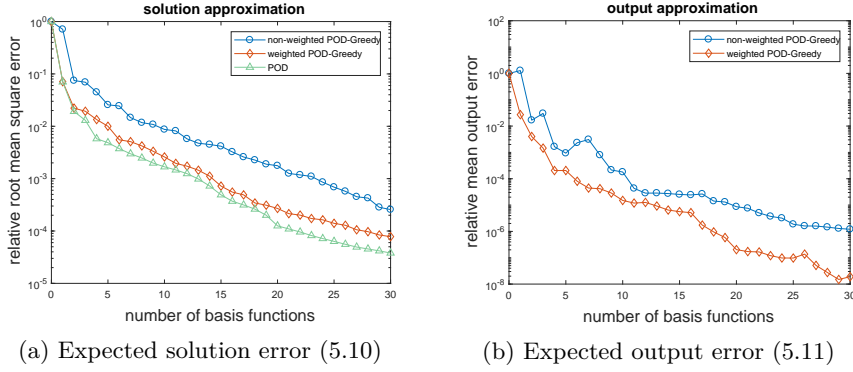 solution approximation
relative root mean square error
10^0
10^-1
10^-2
10^-3
10^-4
10^-5
non-weighted POD-Greedy
weighted POD-Greedy
POD
0 5 10 15 20 25 30
number of basis functions
(a) Expected solution error (5.10)
output approximation
relative mean output error
10^2
10^0
10^-2
10^-4
10^-6
10^-8
non-weighted POD-Greedy
weighted POD-Greedy
0 5 10 15 20 25 30
number of basis functions
(b) Expected output error (5.11)